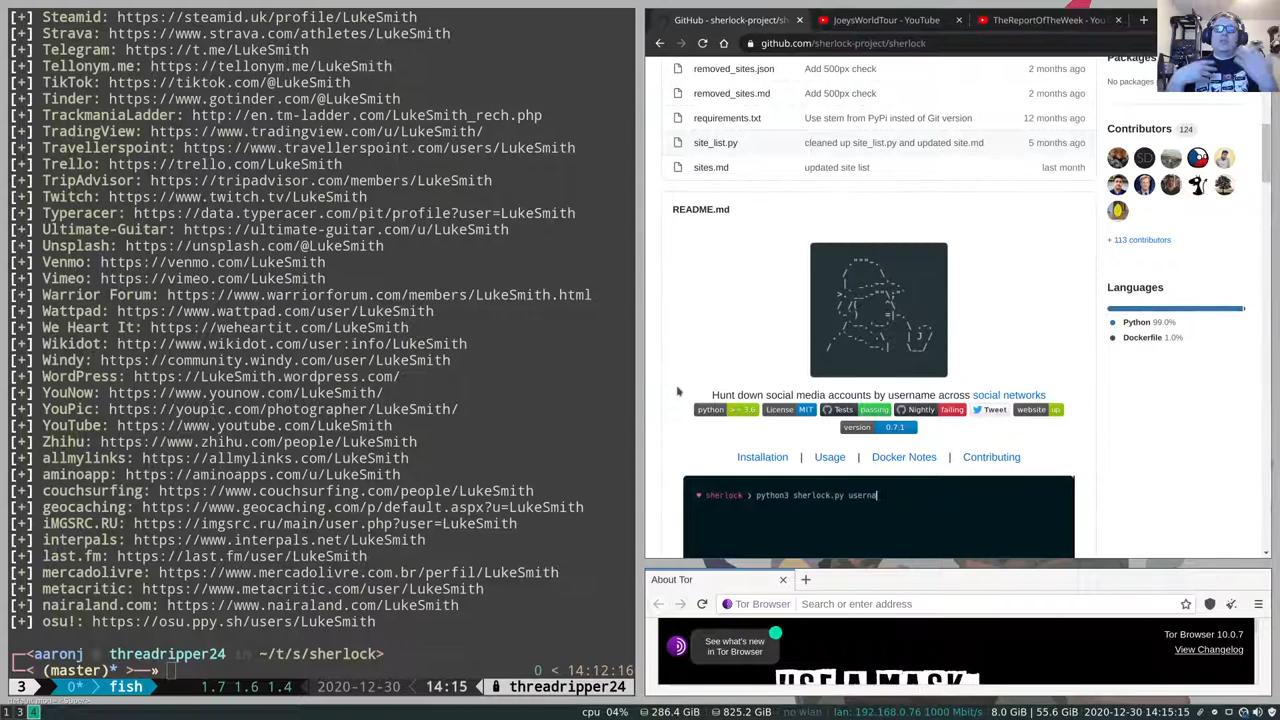 [+] Steamid: https://steamid.uk/profile/LukeSmith
[+] Strava: https://www.strava.com/athletes/LukeSmith
[+] Telegram: https://t.me/LukeSmith
[+] Tellonym.me: https://tellonym.me/LukeSmith
[+] TikTok: https://tiktok.com/@LukeSmith
[+] Tinder: https://www.gotinder.com/@LukeSmith
[+] TrackmaniaLadder: http://en.tm-ladder.com/LukeSmith_rech.php
[+] TradingView: https://www.tradingview.com/u/LukeSmith/
[+] Travellerspoint: https://www.travellerspoint.com/users/LukeSmith
[+] Trello: https://trello.com/LukeSmith
[+] TripAdvisor: https://tripadvisor.com/members/LukeSmith
[+] Twitch: https://www.twitch.tv/LukeSmith
[+] Typeracer: https://data.typeracer.com/pit/profile?user=LukeSmith
[+] Ultimate-Guitar: https://ultimate-guitar.com/u/LukeSmith
[+] Unsplash: https://unsplash.com/@LukeSmith
[+] Venmo: https://venmo.com/LukeSmith
[+] Vimeo: https://vimeo.com/LukeSmith
[+] Warrior Forum: https://www.warriorforum.com/members/LukeSmith.html
[+] Wattpad: https://www.wattpad.com/user/LukeSmith
[+] We Heart It: https://weheartit.com/LukeSmith
[+] Wikidot: http://www.wikidot.com/user:info/LukeSmith
[+] Windy: https://community.windy.com/user/LukeSmith
[+] WordPress: https://LukeSmith.wordpress.com/
[+] YouNow: https://www.younow.com/LukeSmith/
[+] YouPic: https://youpic.com/photographer/LukeSmith/
[+] YouTube: https://www.youtube.com/LukeSmith
[+] Zhihu: https://www.zhihu.com/people/LukeSmith
[+] allmylinks: https://allmylinks.com/LukeSmith
[+] aminoapp: https://aminoapps.com/u/LukeSmith
[+] couchsurfing: https://www.couchsurfing.com/people/LukeSmith
[+] geocaching: https://www.geocaching.com/p/default.aspx?u=LukeSmith
[+] iMGSRC.RU: https://imgsrc.ru/main/user.php?user=LukeSmith
[+] interpals: https://www.interpals.net/LukeSmith
[+] last.fm: https://last.fm/user/LukeSmith
[+] mercadolivre: https://www.mercadolivre.com.br/perfil/LukeSmith
[+] metacritic: https://www.metacritic.com/user/LukeSmith
[+] nairaland.com: https://www.nairaland.com/LukeSmith
[+] osu!: https://osu.ppy.sh/users/LukeSmith
<aaronj threadripper24 ~/t/s/sherlock>
< (master)* >—» 0 < 14:12:16
3 0* fish 1.7 1.6 1.4 2020-12-30 14:15 threadripper24
GitHub - sherlock-project/sh JoeysWorldTour - YouTube TheReportOfTheWeek - YouT
github.com/sherlock-project/sherlock
removed_sites.json Add 500px check 2 months ago
removed_sites.md Add 500px check 2 months ago
requirements.txt Use stem from PyPi insted of Git version 12 months ago
site_list.py cleaned up site_list.py and updated site.md 5 months ago
sites.md updated site list last month
Packages
No packages
Contributors 124
+ 113 contributors
Languages
Python 99.0%
Dockerfile 1.0%
README.md
Hunt down social media accounts by username across social networks
python >= 3.6 License MIT Tests passing Nightly failing Tweet website up
version 0.7.1
Installation | Usage | Docker Notes | Contributing
♥ sherlock ❯ python3 sherlock.py userna
About Tor
Tor Browser Search or enter address
See what's new
in Tor Browser
Tor Browser 10.0.7
View Changelog
USE A MASK,
1 3 4 cpu 04% 286.4 GiB 825.2 GiB no wlan lan: 192.168.0.76 1000 Mbit/s 8.0 GiB | 55.6 GiB 2020-12-30 14:15:15